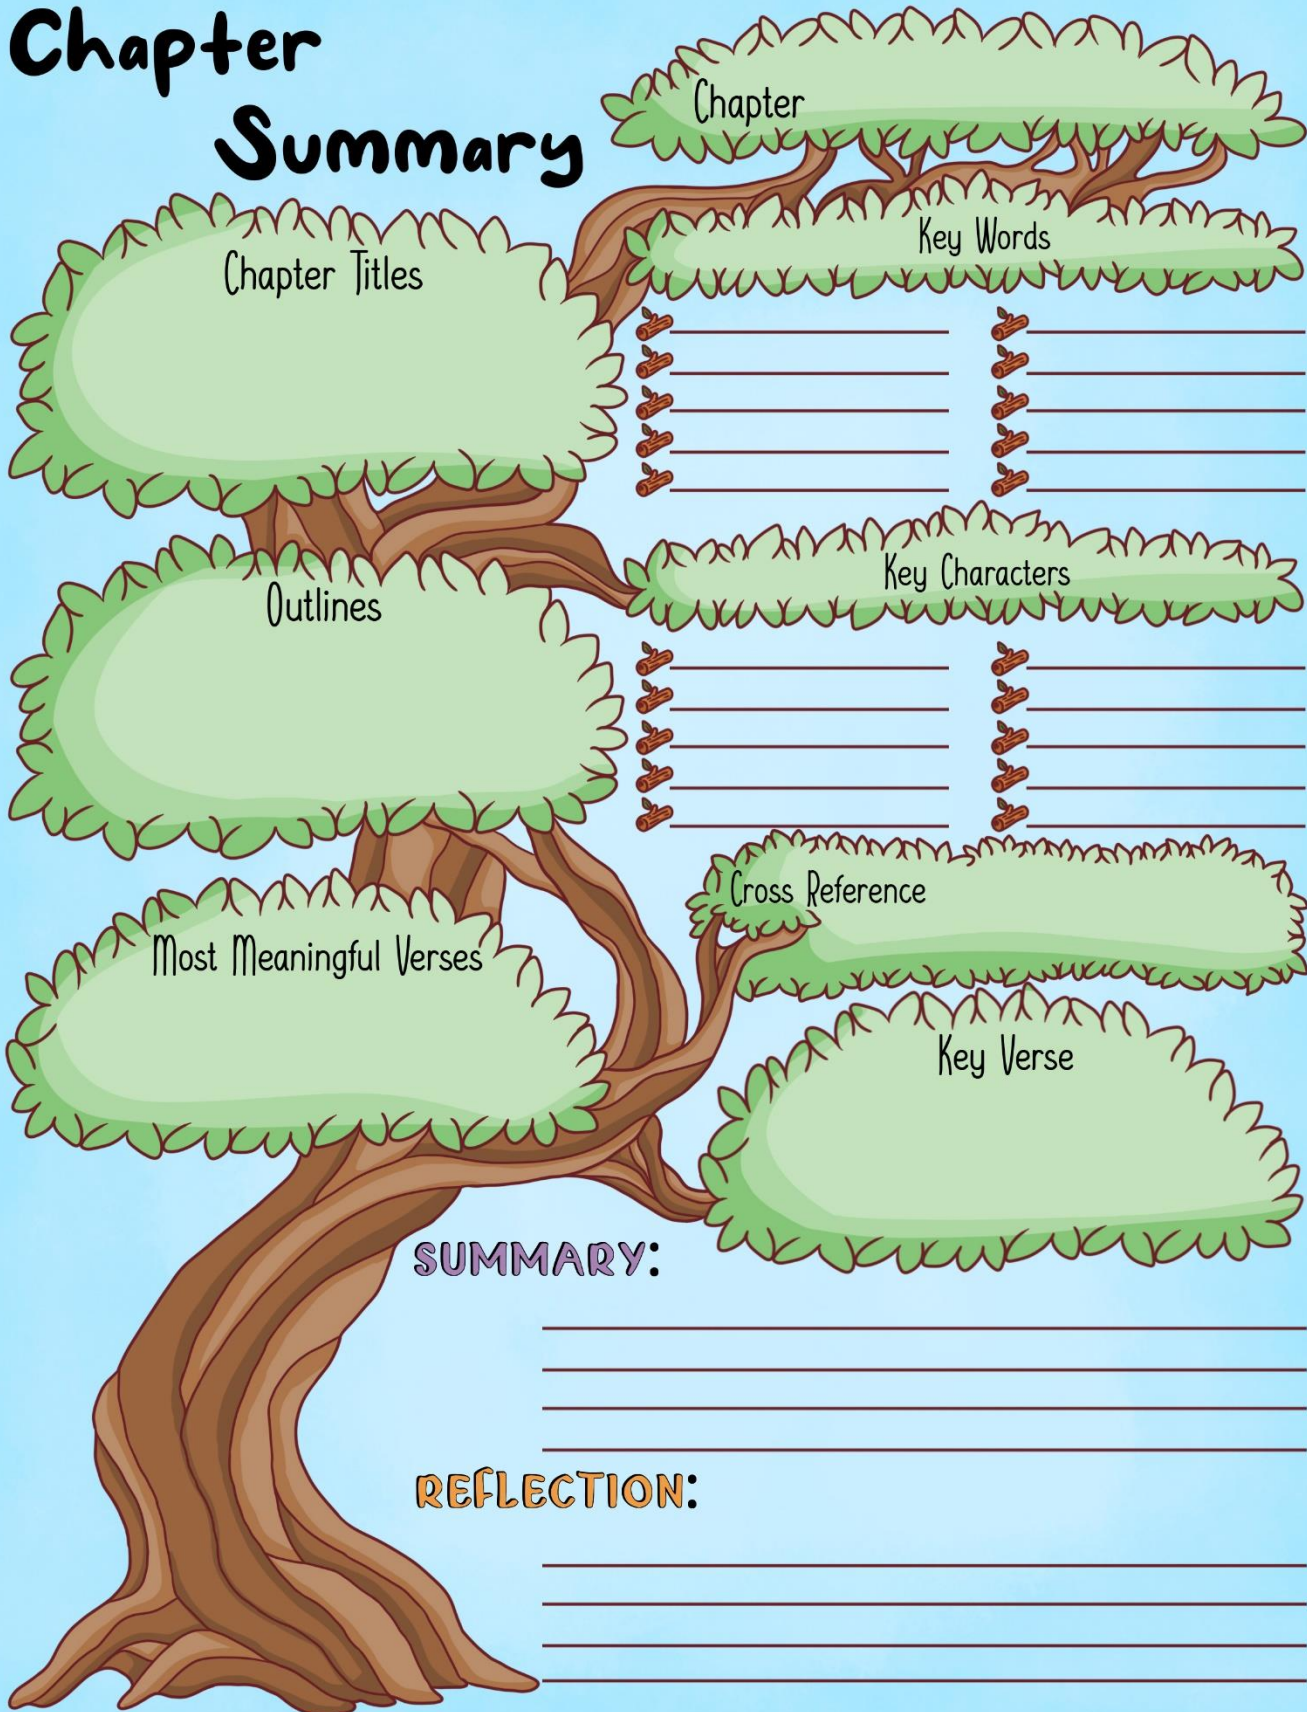 Chapter
Summary
Chapter
Chapter Titles
Key Words
Outlines
Key Characters
Most Meaningful Verses
Cross Reference
Key Verse
SUMMARY:
REFLECTION: